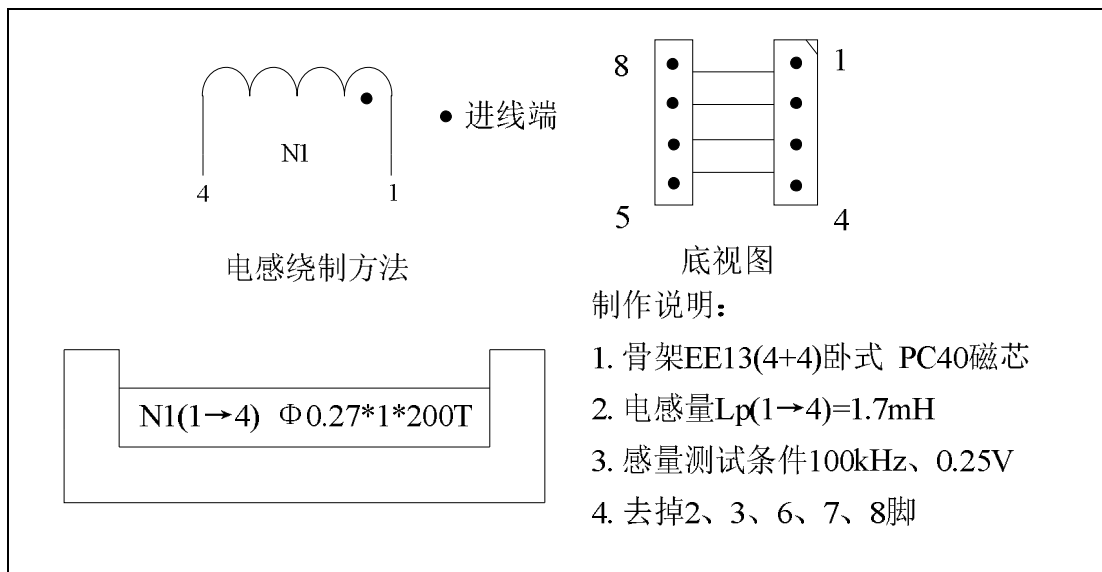 N1
4
1
● 进线端
电感绕制方法
8
1
5
4
底视图
N1(1→4) Φ0.27*1*200T
制作说明：
1. 骨架EE13(4+4)卧式 PC40磁芯
2. 电感量Lp(1→4)=1.7mH
3. 感量测试条件100kHz、0.25V
4. 去掉2、3、6、7、8脚